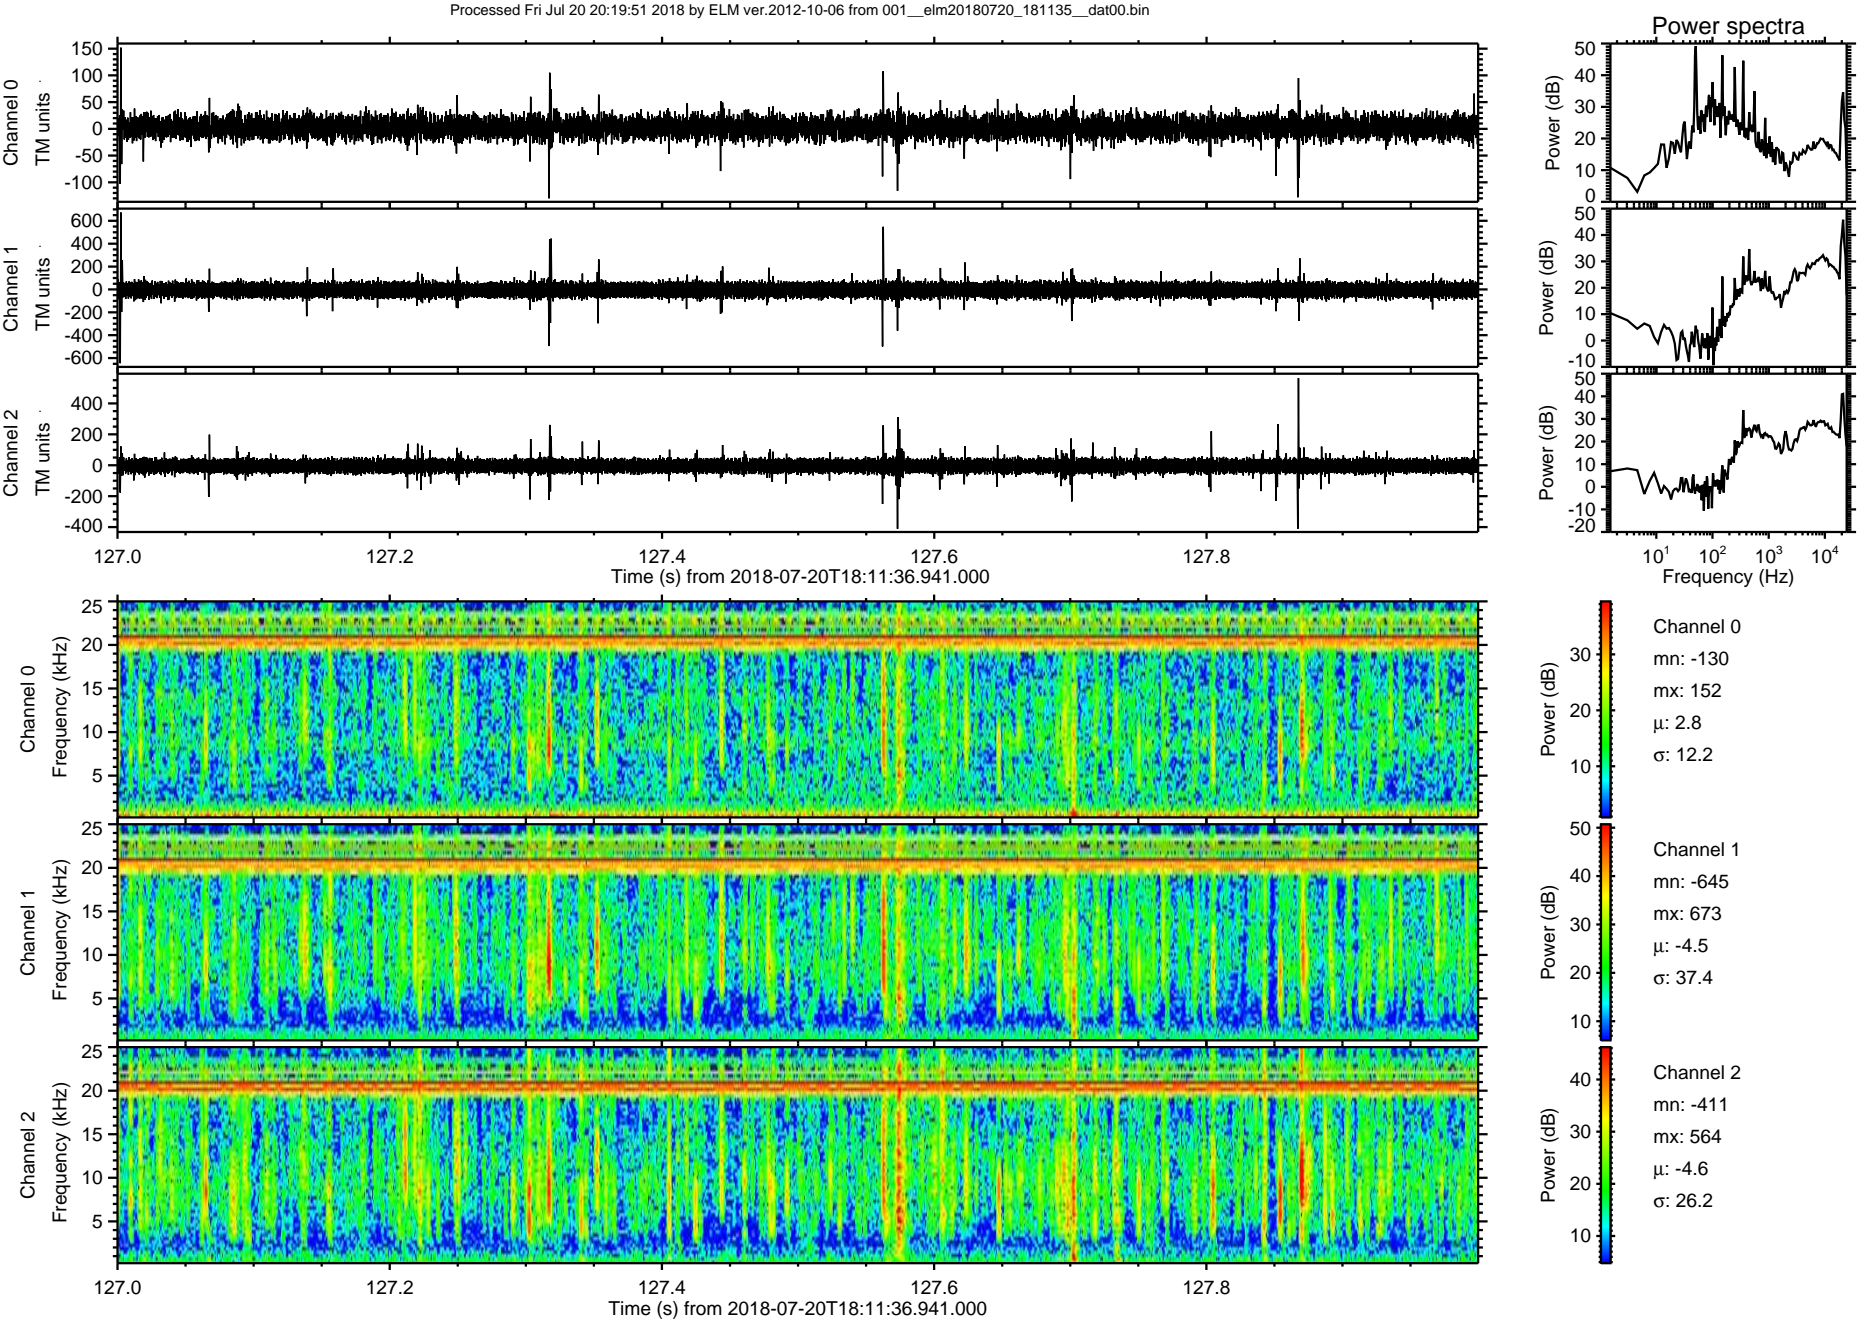 Processed Fri Jul 20 20:19:51 2018 by ELM ver.2012-10-06 from 001__elm20180720_181135__dat00.bin
Power spectra
Channel 0
TM units
150
100
50
0
-50
-100
Power (dB)
50
40
30
20
10
0
Channel 1
TM units
600
400
200
0
-200
-400
-600
Power (dB)
50
40
30
20
10
0
-10
Channel 2
TM units
400
200
0
-200
-400
Power (dB)
50
40
30
20
10
0
-10
-20
127.0 127.2 127.4 127.6 127.8
Time (s) from 2018-07-20T18:11:36.941.000
10¹ 10² 10³ 10⁴
Frequency (Hz)
Channel 0
Frequency (kHz)
25
20
15
10
5
Power (dB)
30
20
10
Channel 0
mn: -130
mx: 152
μ: 2.8
σ: 12.2
Channel 1
Frequency (kHz)
25
20
15
10
5
Power (dB)
50
40
30
20
10
Channel 1
mn: -645
mx: 673
μ: -4.5
σ: 37.4
Channel 2
Frequency (kHz)
25
20
15
10
5
Power (dB)
40
30
20
10
Channel 2
mn: -411
mx: 564
μ: -4.6
σ: 26.2
127.0 127.2 127.4 127.6 127.8
Time (s) from 2018-07-20T18:11:36.941.000